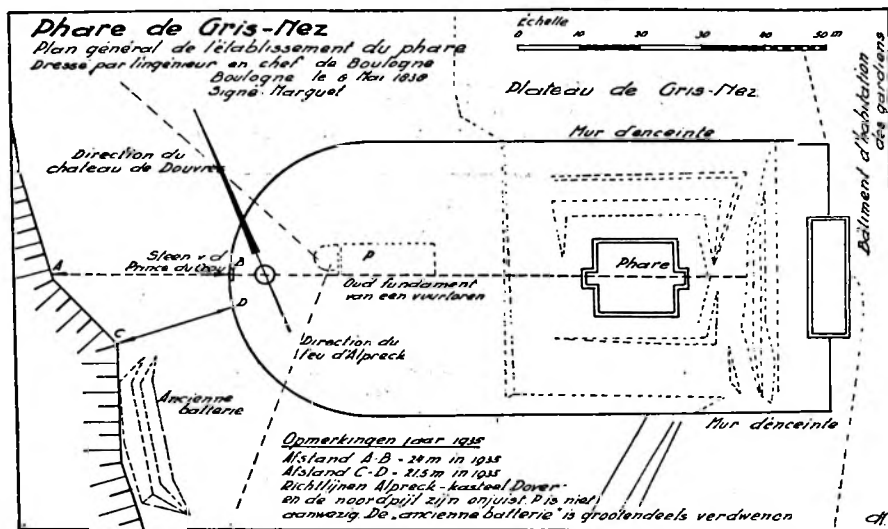 Phare de Gris-Nez
Plan général de l'établissement du phare
Dressé par l'ingénieur en chef de Boulogne
Boulogne le 6 Mai 1838
Signé Marguet
Échelle
10 20 30 40 50 m
Plateau de Gris-Nez
Mur d'enceinte
Bâtiment d'habitation
des gardiens
Direction du
chateau de Douvres
A
Steen v d
Prince du Croy
B
P
Phare
Oud fundament
van een vuurtoren
D
C
Direction du
feu d'Alpreck
Ancienne
batterie
Mur d'enceinte
Opmerkingen jaar 1935
Afstand A-B - 24 m in 1935
Afstand C-D - 21.5 m in 1935
Richtlijnen Alpreck - kasteel Dover
en de noordpijl zijn onjuist. P is niet
aanwezig. De „ancienne batterie" is grootendeels verdwenen